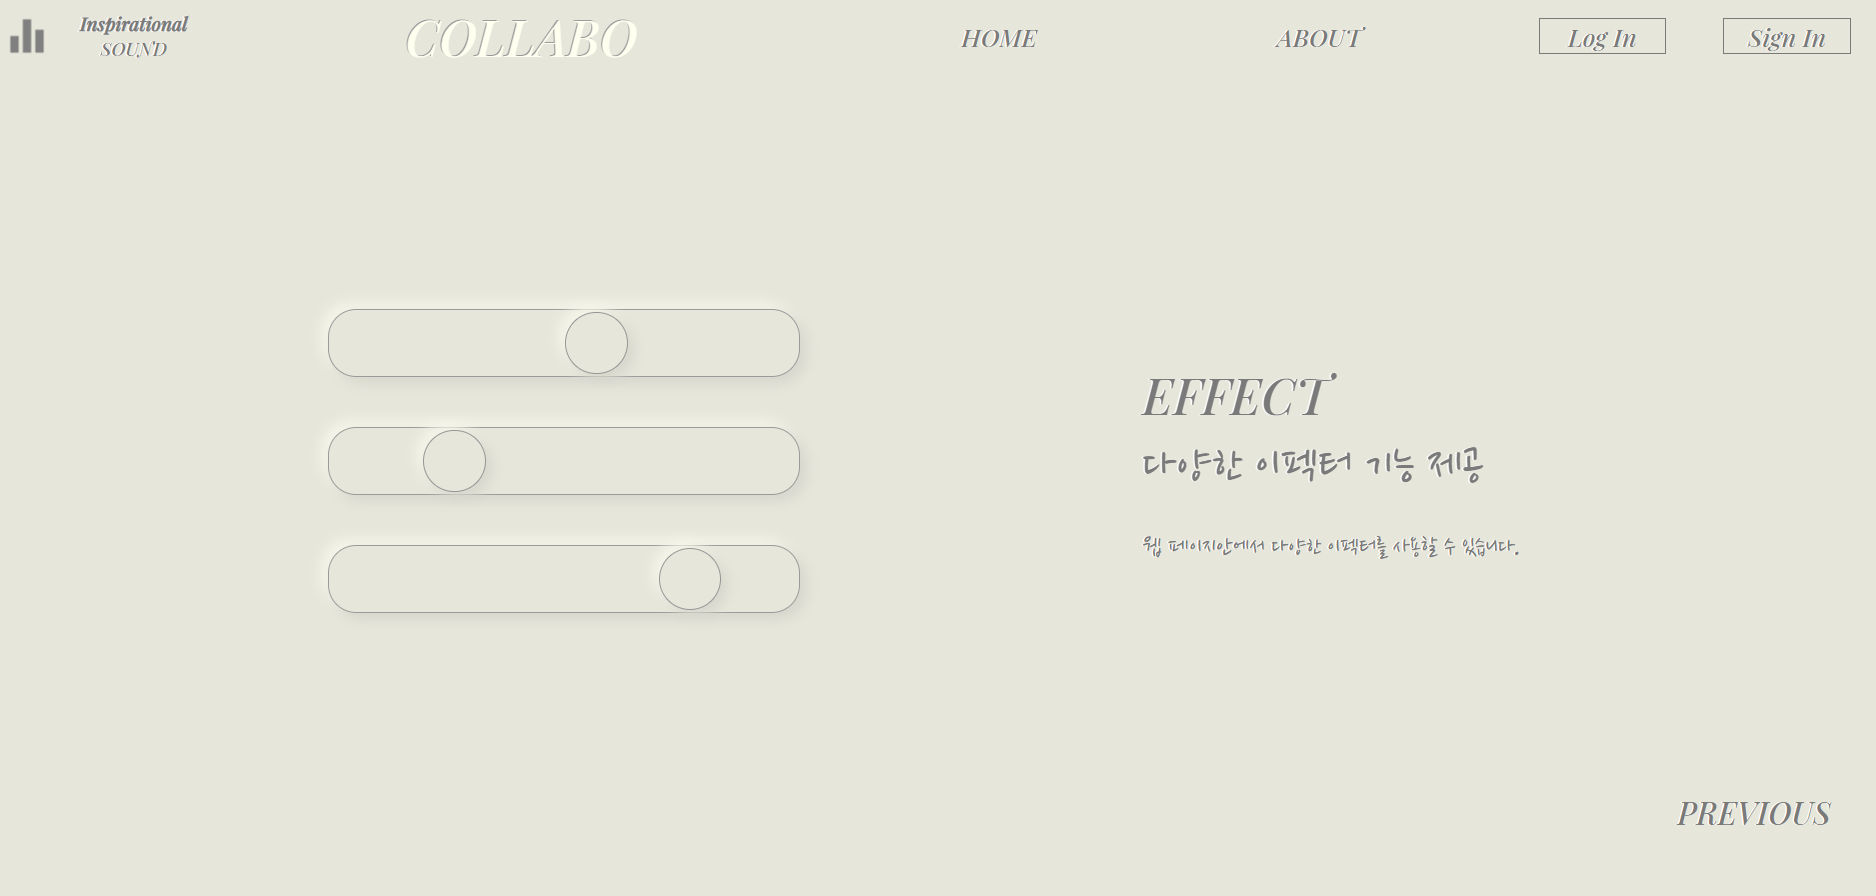 Inspirational
SOUND
COLLABO
HOME
ABOUT
Log In
Sign In
EFFECT
다양한 이펙터 기능 제공
웹 페이지안에서 다양한 이펙터를 사용할 수 있습니다.
PREVIOUS